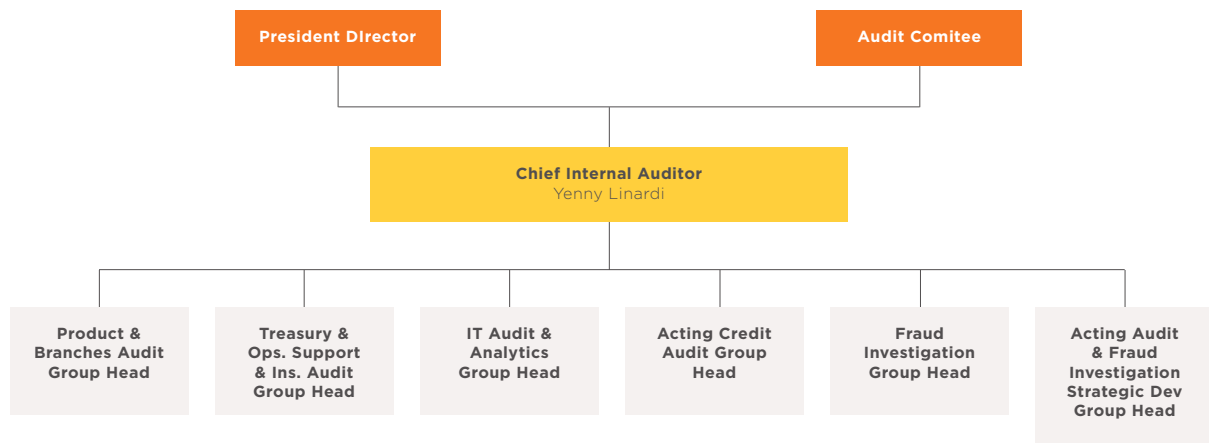 President DIrector
Audit Comitee
Chief Internal Auditor
Yenny Linardi
Product &
Branches Audit
Group Head
Treasury &
Ops. Support
& Ins. Audit
Group Head
IT Audit &
Analytics
Group Head
Acting Credit
Audit Group
Head
Fraud
Investigation
Group Head
Acting Audit
& Fraud
Investigation
Strategic Dev
Group Head